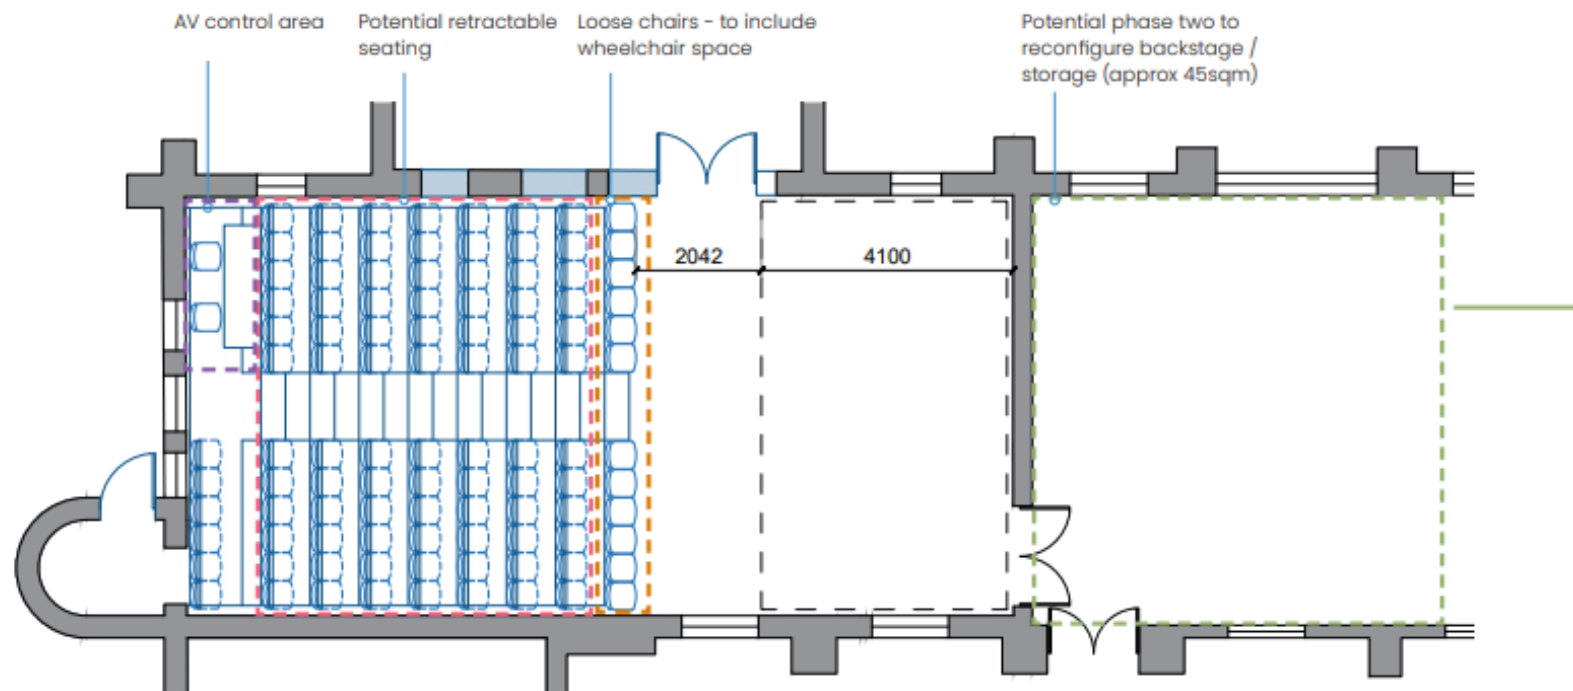 AV control area
Potential retractable
seating
Loose chairs - to include
wheelchair space
Potential phase two to
reconfigure backstage /
storage (approx 45sqm)
2042
4100